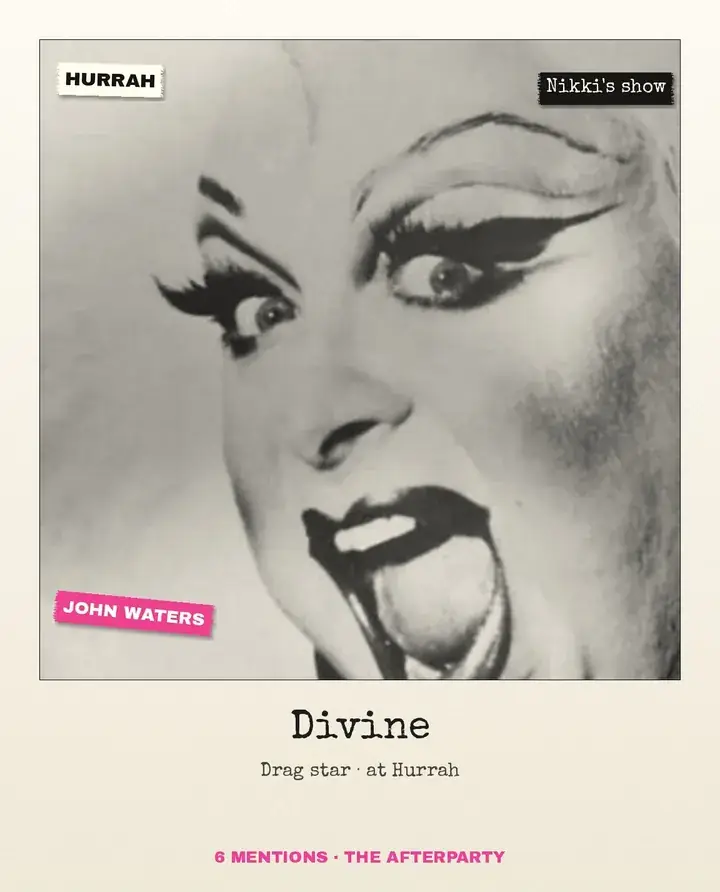 HURRAH
Nikki's show
JOHN WATERS
Divine
Drag star · at Hurrah
6 MENTIONS · THE AFTERPARTY